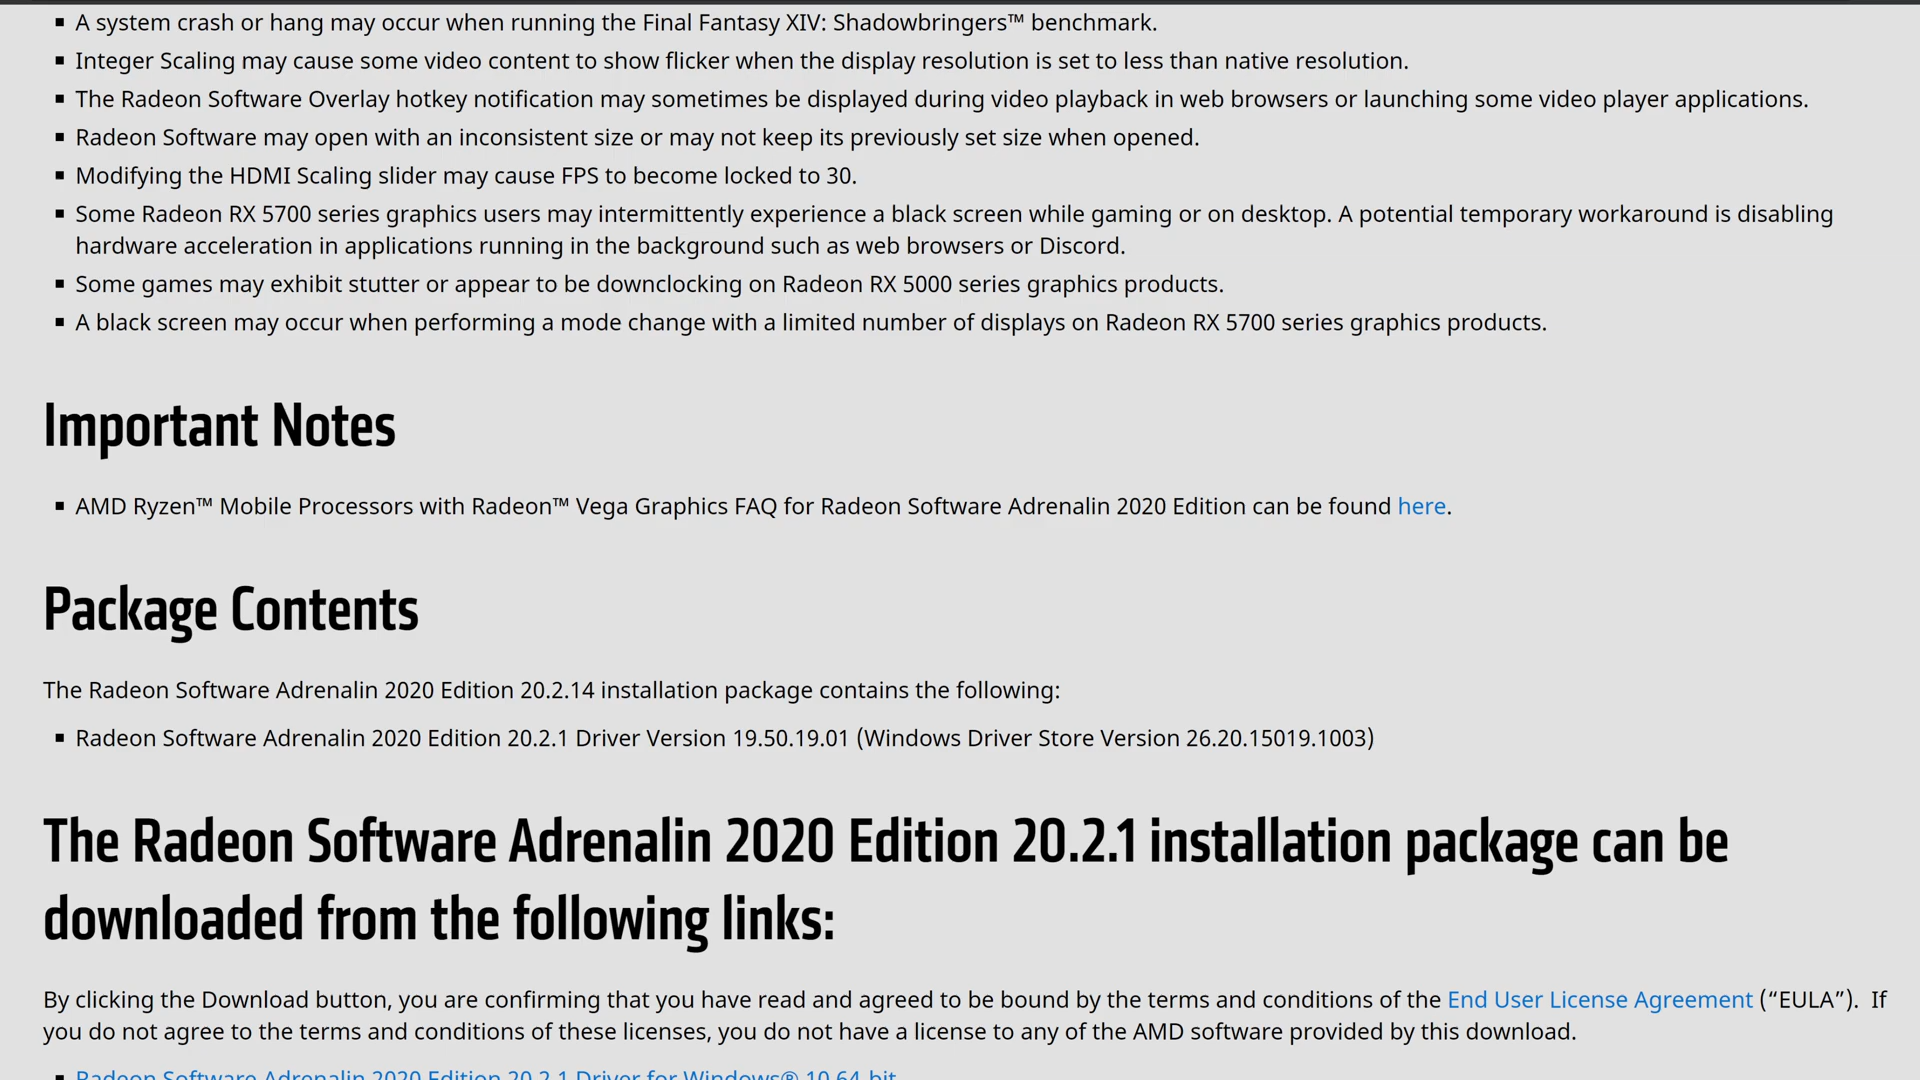 A system crash or hang may occur when running the Final Fantasy XIV: Shadowbringers™ benchmark.
Integer Scaling may cause some video content to show flicker when the display resolution is set to less than native resolution.
The Radeon Software Overlay hotkey notification may sometimes be displayed during video playback in web browsers or launching some video player applications.
Radeon Software may open with an inconsistent size or may not keep its previously set size when opened.
Modifying the HDMI Scaling slider may cause FPS to become locked to 30.
Some Radeon RX 5700 series graphics users may intermittently experience a black screen while gaming or on desktop. A potential temporary workaround is disabling
hardware acceleration in applications running in the background such as web browsers or Discord.
Some games may exhibit stutter or appear to be downclocking on Radeon RX 5000 series graphics products.
A black screen may occur when performing a mode change with a limited number of displays on Radeon RX 5700 series graphics products.
Important Notes
AMD Ryzen™ Mobile Processors with Radeon™ Vega Graphics FAQ for Radeon Software Adrenalin 2020 Edition can be found here.
Package Contents
The Radeon Software Adrenalin 2020 Edition 20.2.14 installation package contains the following:
Radeon Software Adrenalin 2020 Edition 20.2.1 Driver Version 19.50.19.01 (Windows Driver Store Version 26.20.15019.1003)
The Radeon Software Adrenalin 2020 Edition 20.2.1 installation package can be
downloaded from the following links:
By clicking the Download button, you are confirming that you have read and agreed to be bound by the terms and conditions of the End User License Agreement (“EULA”).  If
you do not agree to the terms and conditions of these licenses, you do not have a license to any of the AMD software provided by this download.
Radeon Software Adrenalin 2020 Edition 20.2.1 Driver for Windows® 10 64-bit